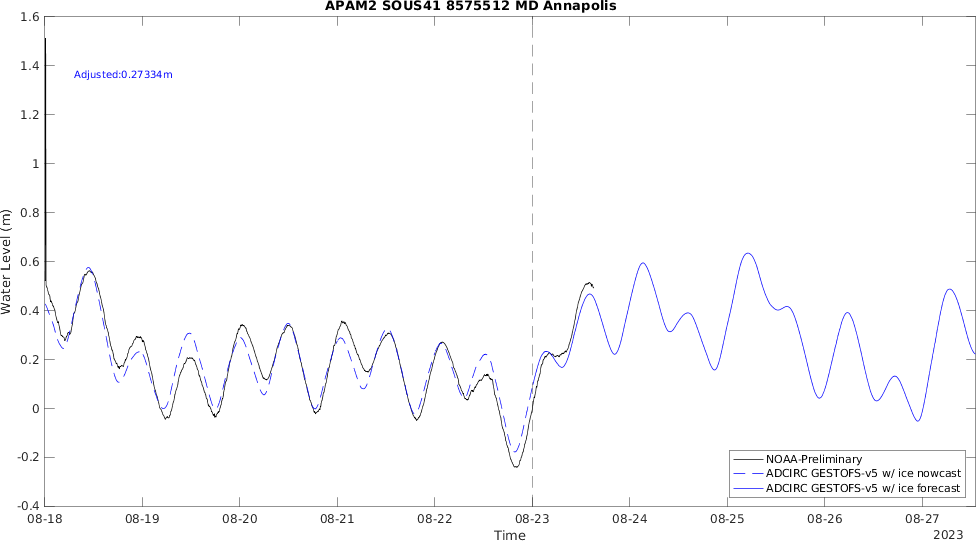 APAM2 SOUS41 8575512 MD Annapolis
Adjusted:0.27334m
Water Level (m)
1.6
1.4
1.2
1
0.8
0.6
0.4
0.2
0
-0.2
-0.4
NOAA-Preliminary
ADCIRC GESTOFS-v5 w/ ice nowcast
ADCIRC GESTOFS-v5 w/ ice forecast
08-18 08-19 08-20 08-21 08-22 08-23 08-24 08-25 08-26 08-27
Time
2023